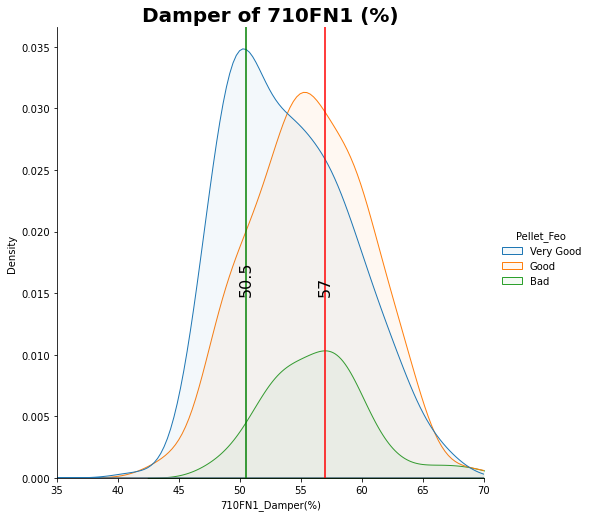 Damper of 710FN1 (%)
0.035
0.030
0.025
0.020
0.015
0.010
0.005
0.000
Density
50.5
57
35
40
45
50
55
60
65
70
710FN1_Damper(%)
Pellet_Feo
Very Good
Good
Bad